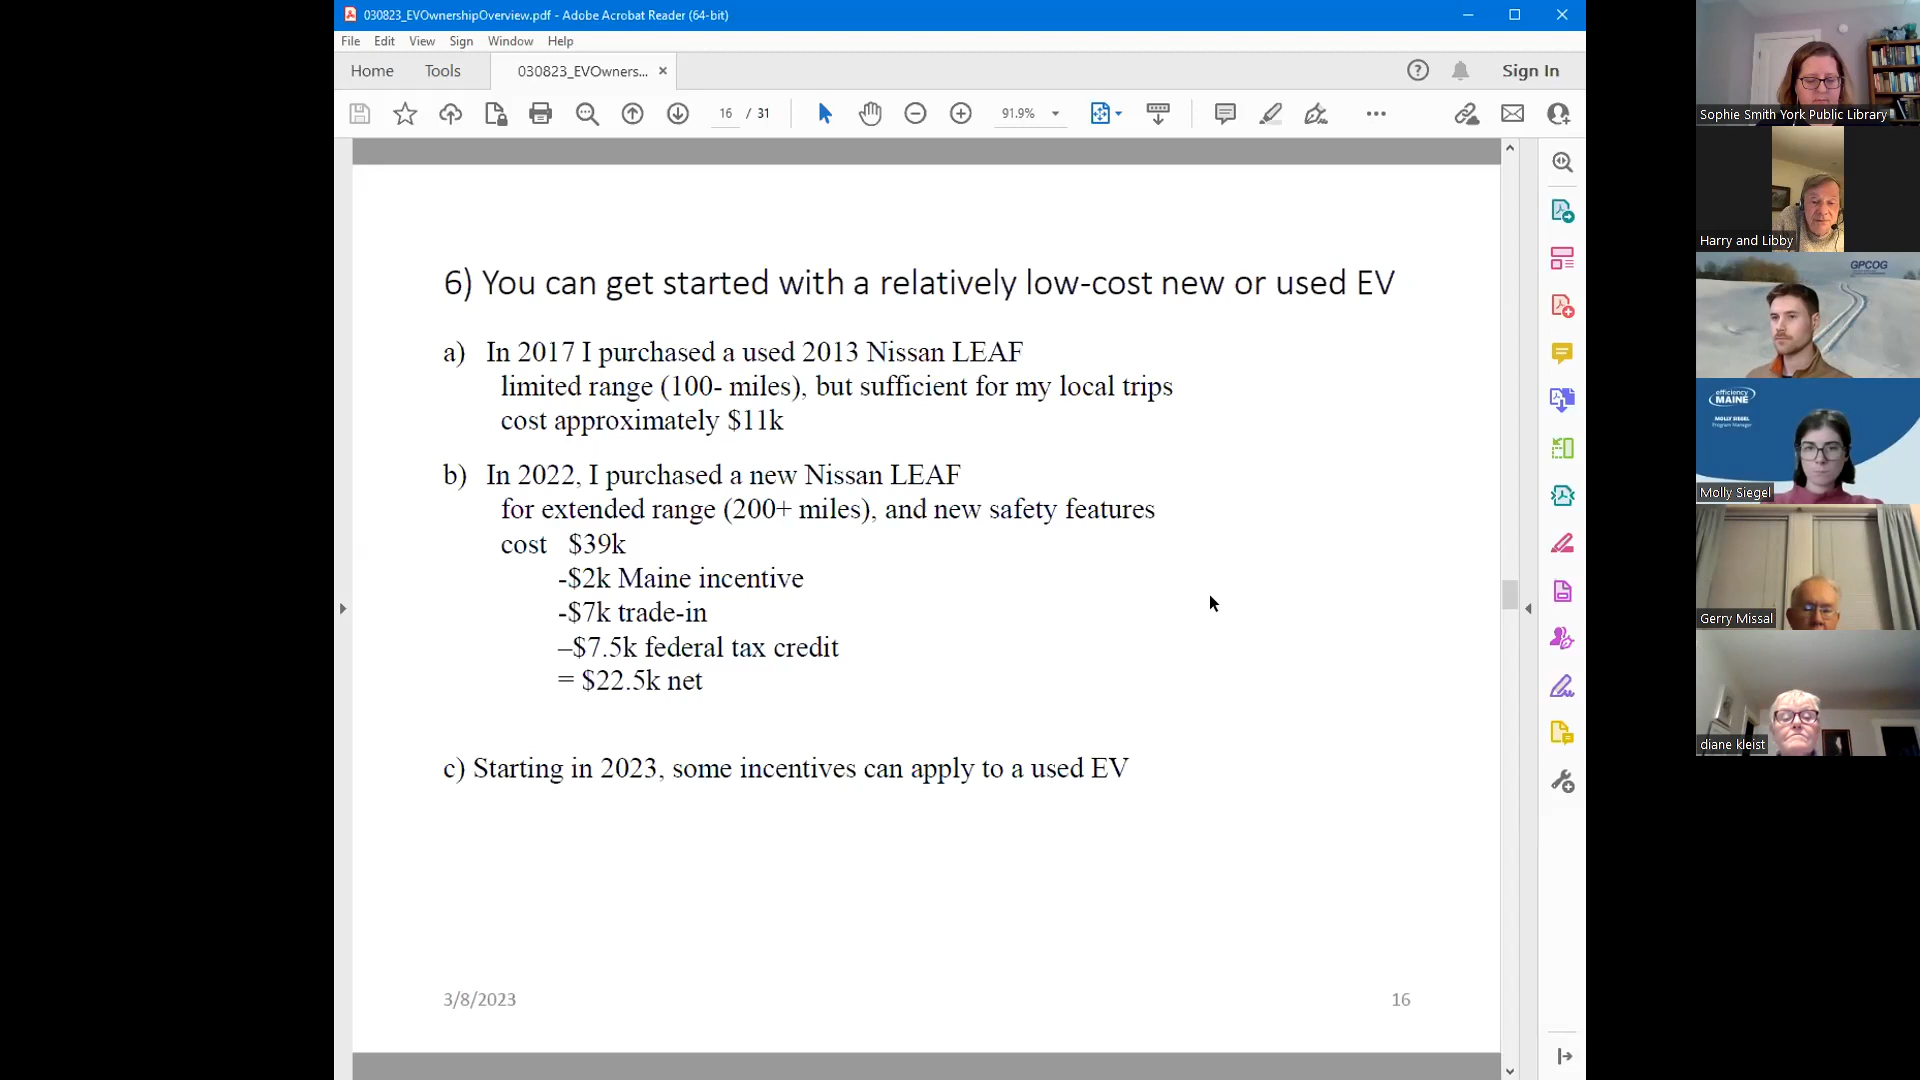 030823_EVOwnershipOverview.pdf - Adobe Acrobat Reader (64-bit)
File Edit View Sign Window Help
Home Tools 030823_EVOwners... × Sign In
16 / 31 91.9%
6) You can get started with a relatively low-cost new or used EV
a) In 2017 I purchased a used 2013 Nissan LEAF
limited range (100- miles), but sufficient for my local trips
cost approximately $11k
b) In 2022, I purchased a new Nissan LEAF
for extended range (200+ miles), and new safety features
cost $39k
-$2k Maine incentive
-$7k trade-in
–$7.5k federal tax credit
= $22.5k net
c) Starting in 2023, some incentives can apply to a used EV
3/8/2023 16
Sophie Smith York Public Library
Harry and Libby
GPCOG
efficiency
MAINE
MOLLY SIEGEL
Program Manager
Molly Siegel
Gerry Missal
diane kleist